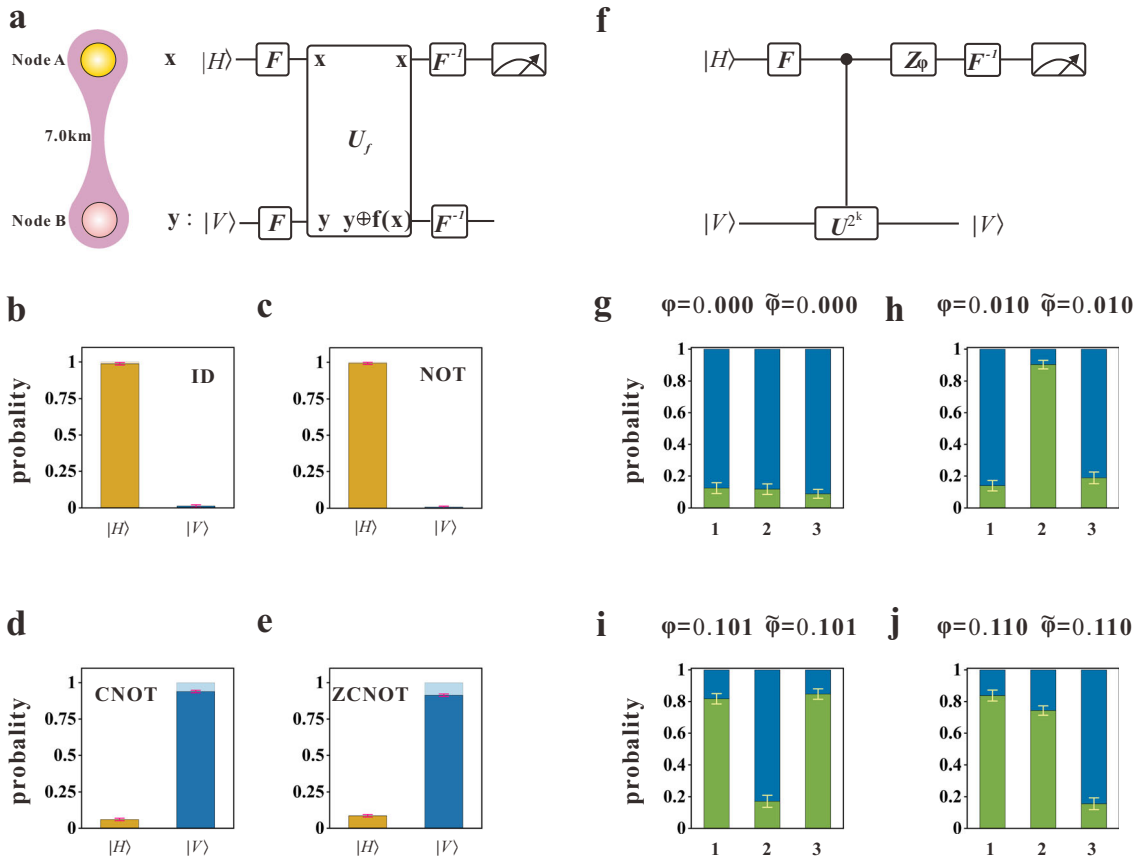 a
Node A
7.0km
Node B
x |H⟩ F x x F⁻¹
U_f
y : |V⟩ F y y⊕f(x) F⁻¹
f
|H⟩ F Zφ F⁻¹
|V⟩ U^{2^k} |V⟩
b
probality
1
0.75
0.5
0.25
0
ID
|H⟩ |V⟩
c
1
0.75
0.5
0.25
0
NOT
|H⟩ |V⟩
g
φ=0.000 φ̃=0.000
probality
1
0.8
0.6
0.4
0.2
0
1 2 3
h
φ=0.010 φ̃=0.010
1
0.8
0.6
0.4
0.2
0
1 2 3
d
probality
1
0.75
0.5
0.25
0
CNOT
|H⟩ |V⟩
e
1
0.75
0.5
0.25
0
ZCNOT
|H⟩ |V⟩
i
φ=0.101 φ̃=0.101
probality
1
0.8
0.6
0.4
0.2
0
1 2 3
j
φ=0.110 φ̃=0.110
1
0.8
0.6
0.4
0.2
0
1 2 3